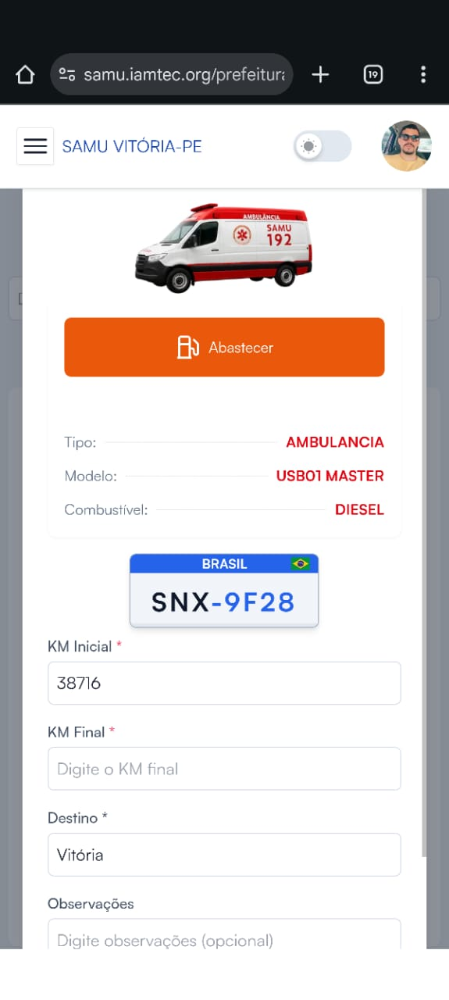 samu.iamtec.org/prefeitura
19
SAMU VITÓRIA-PE
AMBULÂNCIA
SAMU
192
Abastecer
Tipo: AMBULANCIA
Modelo: USB01 MASTER
Combustível: DIESEL
BRASIL
SNX-9F28
KM Inicial *
38716
KM Final *
Digite o KM final
Destino *
Vitória
Observações
Digite observações (opcional)